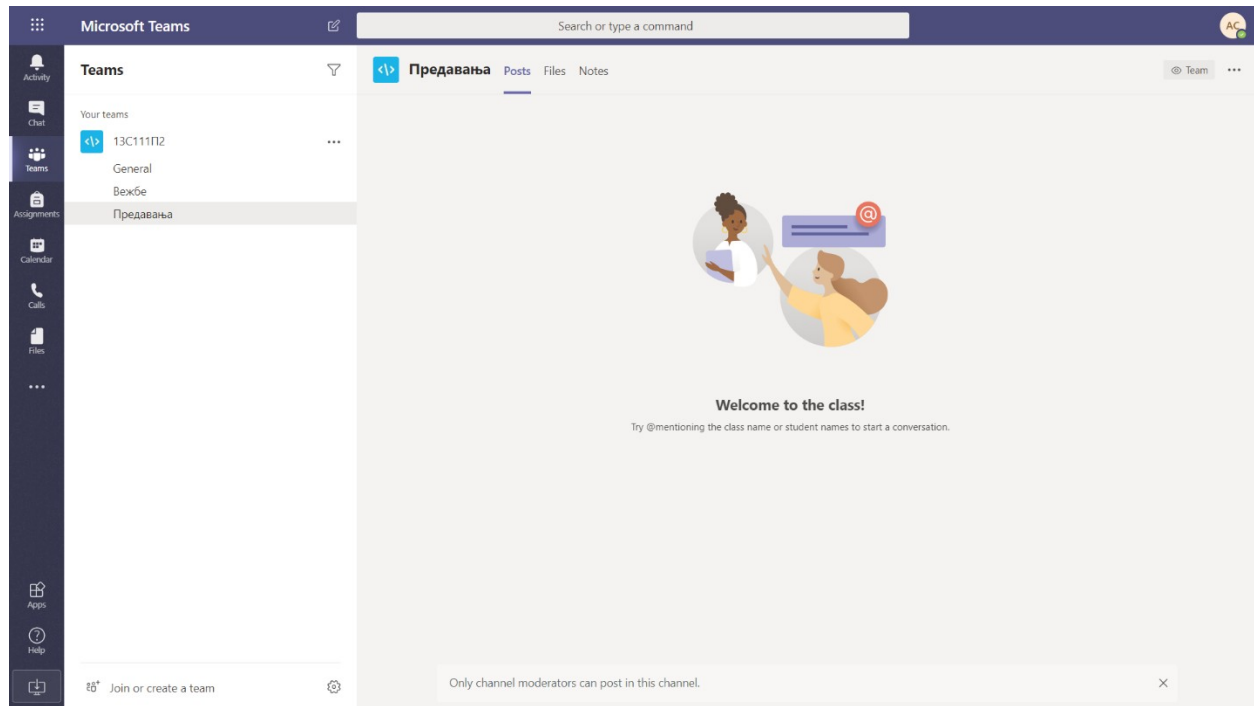 Microsoft Teams
Search or type a command
AC
Activity
Chat
Teams
Assignments
Calendar
Calls
Files
Apps
Help
Teams
Your teams
13С111П2
General
Вежбе
Предавања
Join or create a team
Предавања Posts Files Notes
Team
@
Welcome to the class!
Try @mentioning the class name or student names to start a conversation.
Only channel moderators can post in this channel.